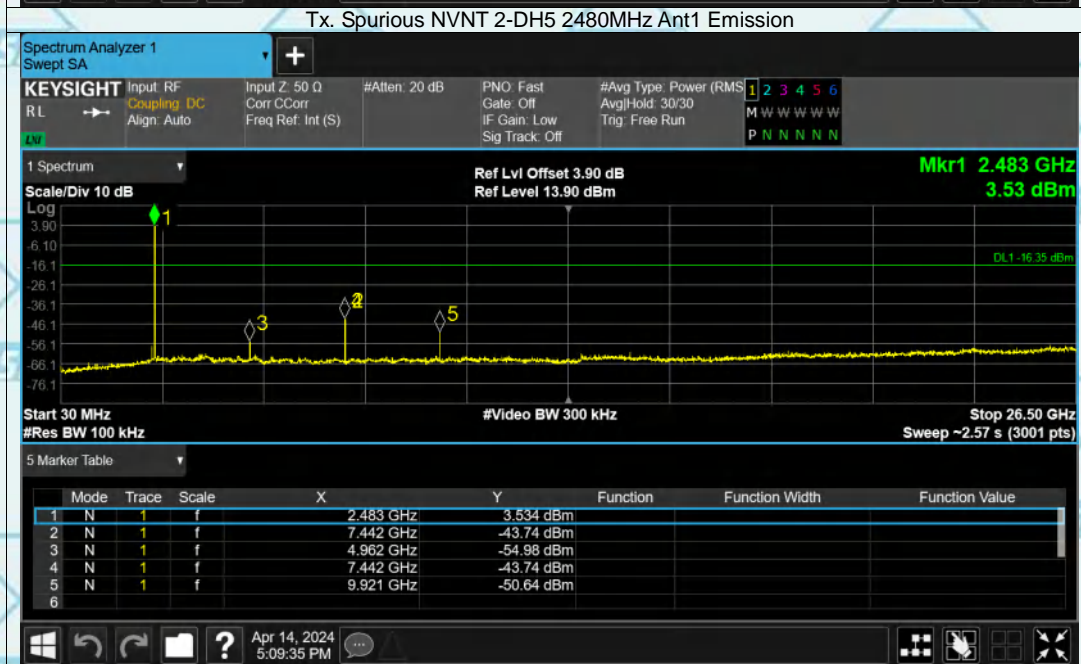 Tx. Spurious NVNT 2-DH5 2480MHz Ant1 Emission
Spectrum Analyzer 1
Swept SA
+
KEYSIGHT Input: RF Input Z: 50 Ω #Atten: 20 dB PNO: Fast #Avg Type: Power (RMS 1 2 3 4 5 6
RL Coupling: DC Corr CCorr Gate: Off Avg|Hold: 30/30 M W W W W W
Align: Auto Freq Ref: Int (S) IF Gain: Low Trig: Free Run
LXI Sig Track: Off P N N N N N
1 Spectrum Ref Lvl Offset 3.90 dB Mkr1 2.483 GHz
Scale/Div 10 dB Ref Level 13.90 dBm 3.53 dBm
Log
1
3.90
-6.10
DL1 -16.35 dBm
-16.1
-26.1
-36.1
5
3
-46.1
-56.1
-66.1
-76.1
Start 30 MHz #Video BW 300 kHz Stop 26.50 GHz
#Res BW 100 kHz Sweep ~2.57 s (3001 pts)
5 Marker Table
Mode Trace Scale X Y Function Function Width Function Value
1 N 1 f 2.483 GHz 3.534 dBm
2 N 1 f 7.442 GHz -43.74 dBm
3 N 1 f 4.962 GHz -54.98 dBm
4 N 1 f 7.442 GHz -43.74 dBm
5 N 1 f 9.921 GHz -50.64 dBm
6
? Apr 14, 2024
5:09:35 PM